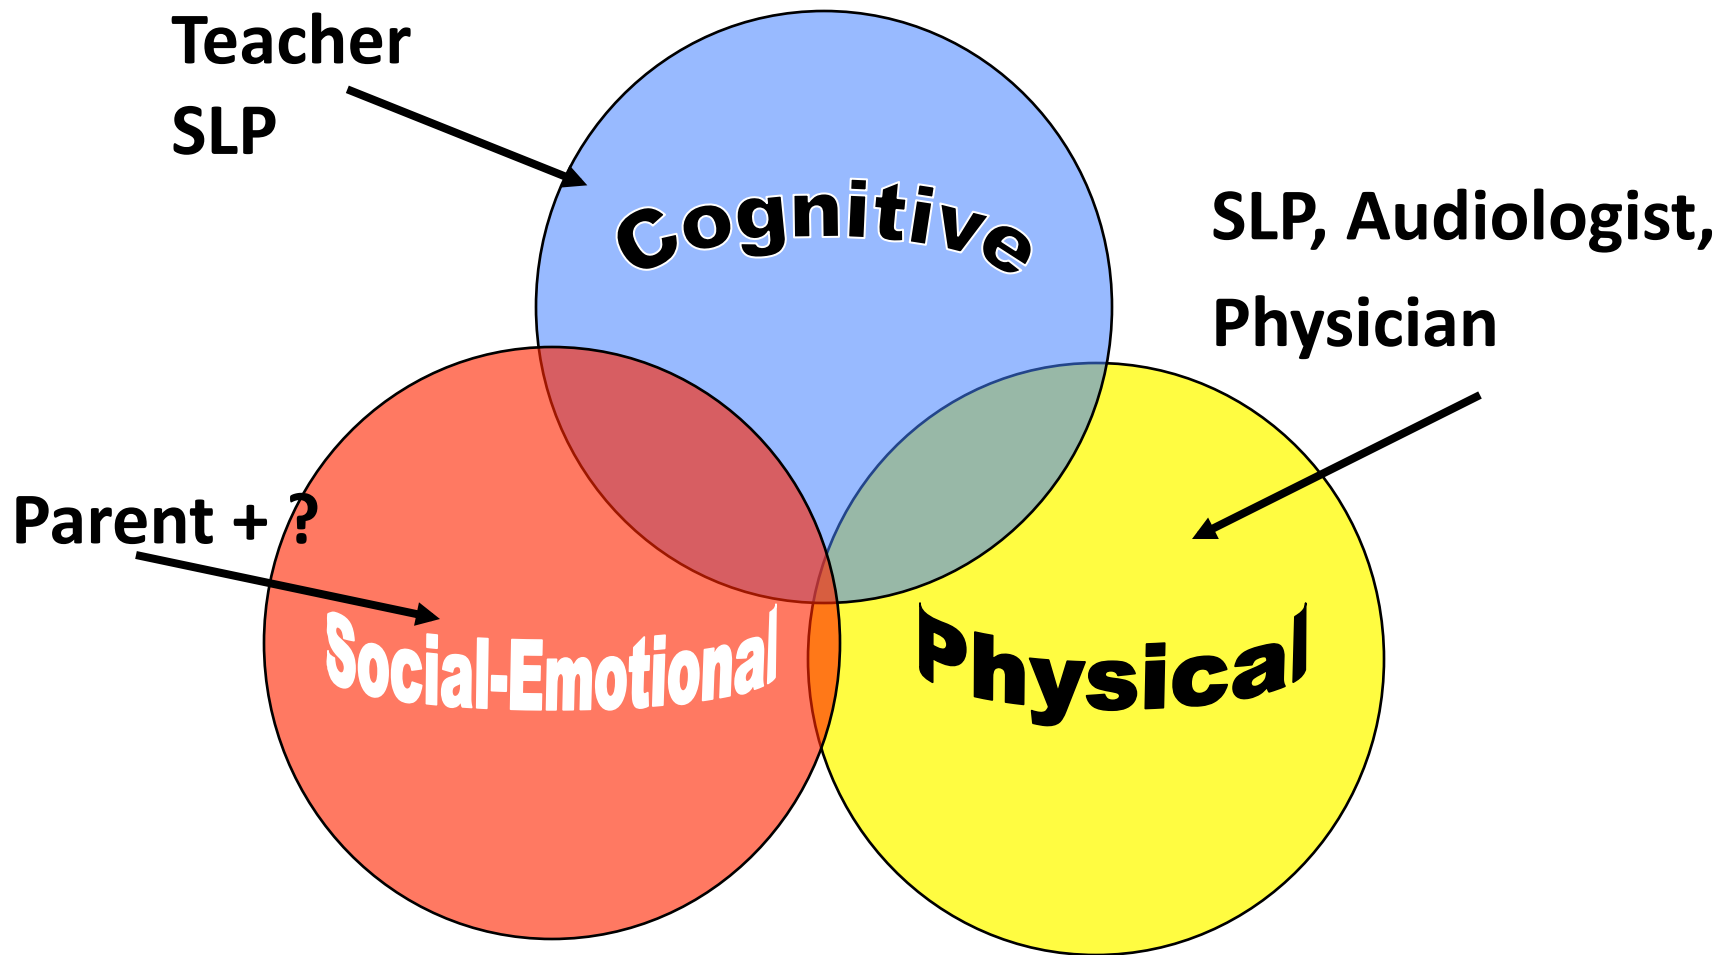 Teacher
SLP
Cognitive
SLP, Audiologist,
Physician
Parent + ?
Social-Emotional
Physical